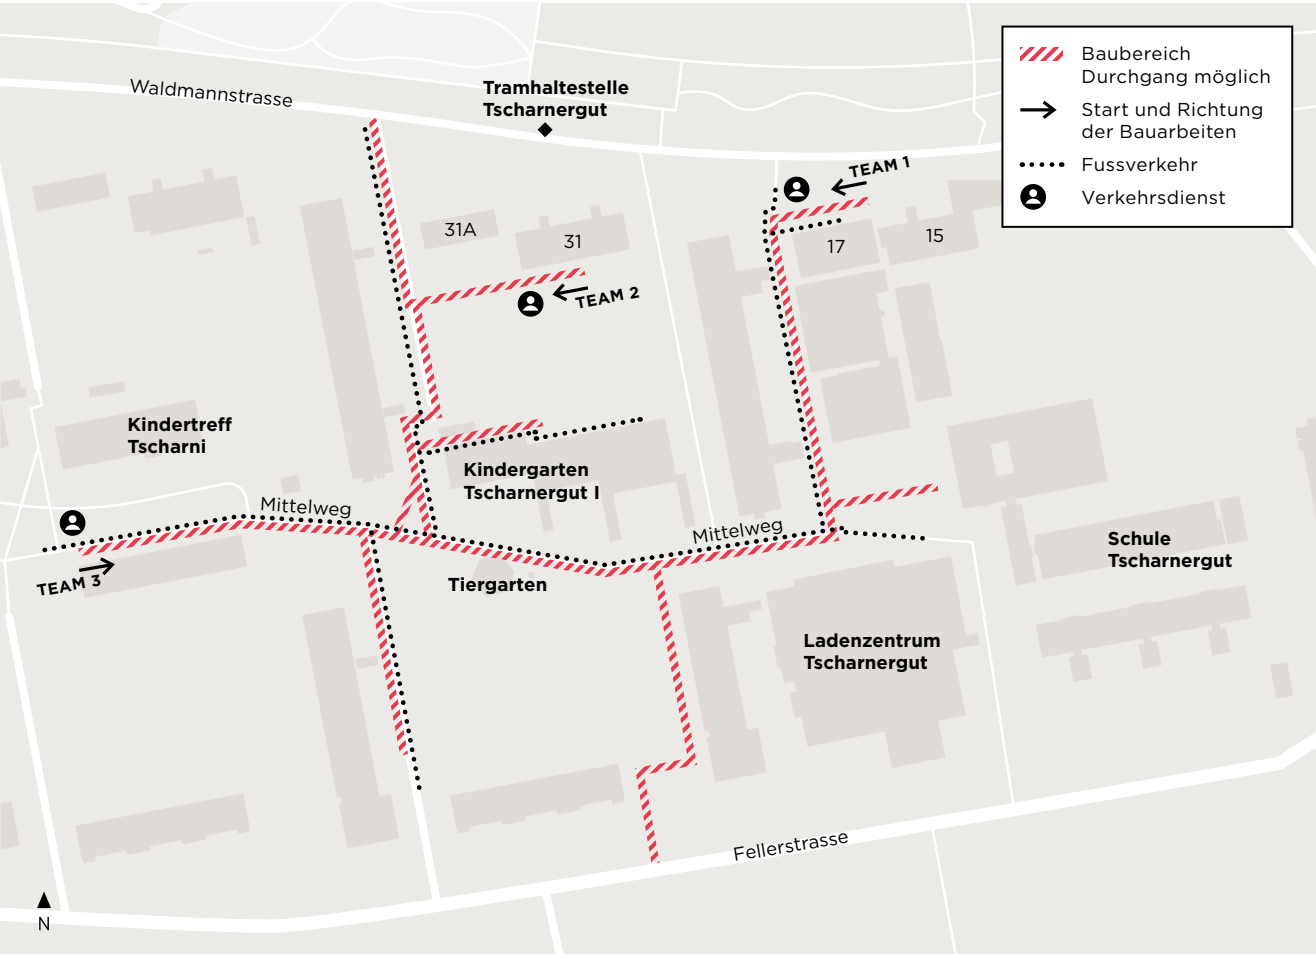 Waldmannstrasse
Tramhaltestelle
Tscharnergut
Baubereich
Durchgang möglich
Start und Richtung
der Bauarbeiten
Fussverkehr
Verkehrsdienst
TEAM 1
31A
31
17
15
TEAM 2
Kindertreff
Tscharni
Kindergarten
Tscharnergut I
Mittelweg
Mittelweg
TEAM 3
Tiergarten
Schule
Tscharnergut
Ladenzentrum
Tscharnergut
Fellerstrasse
N